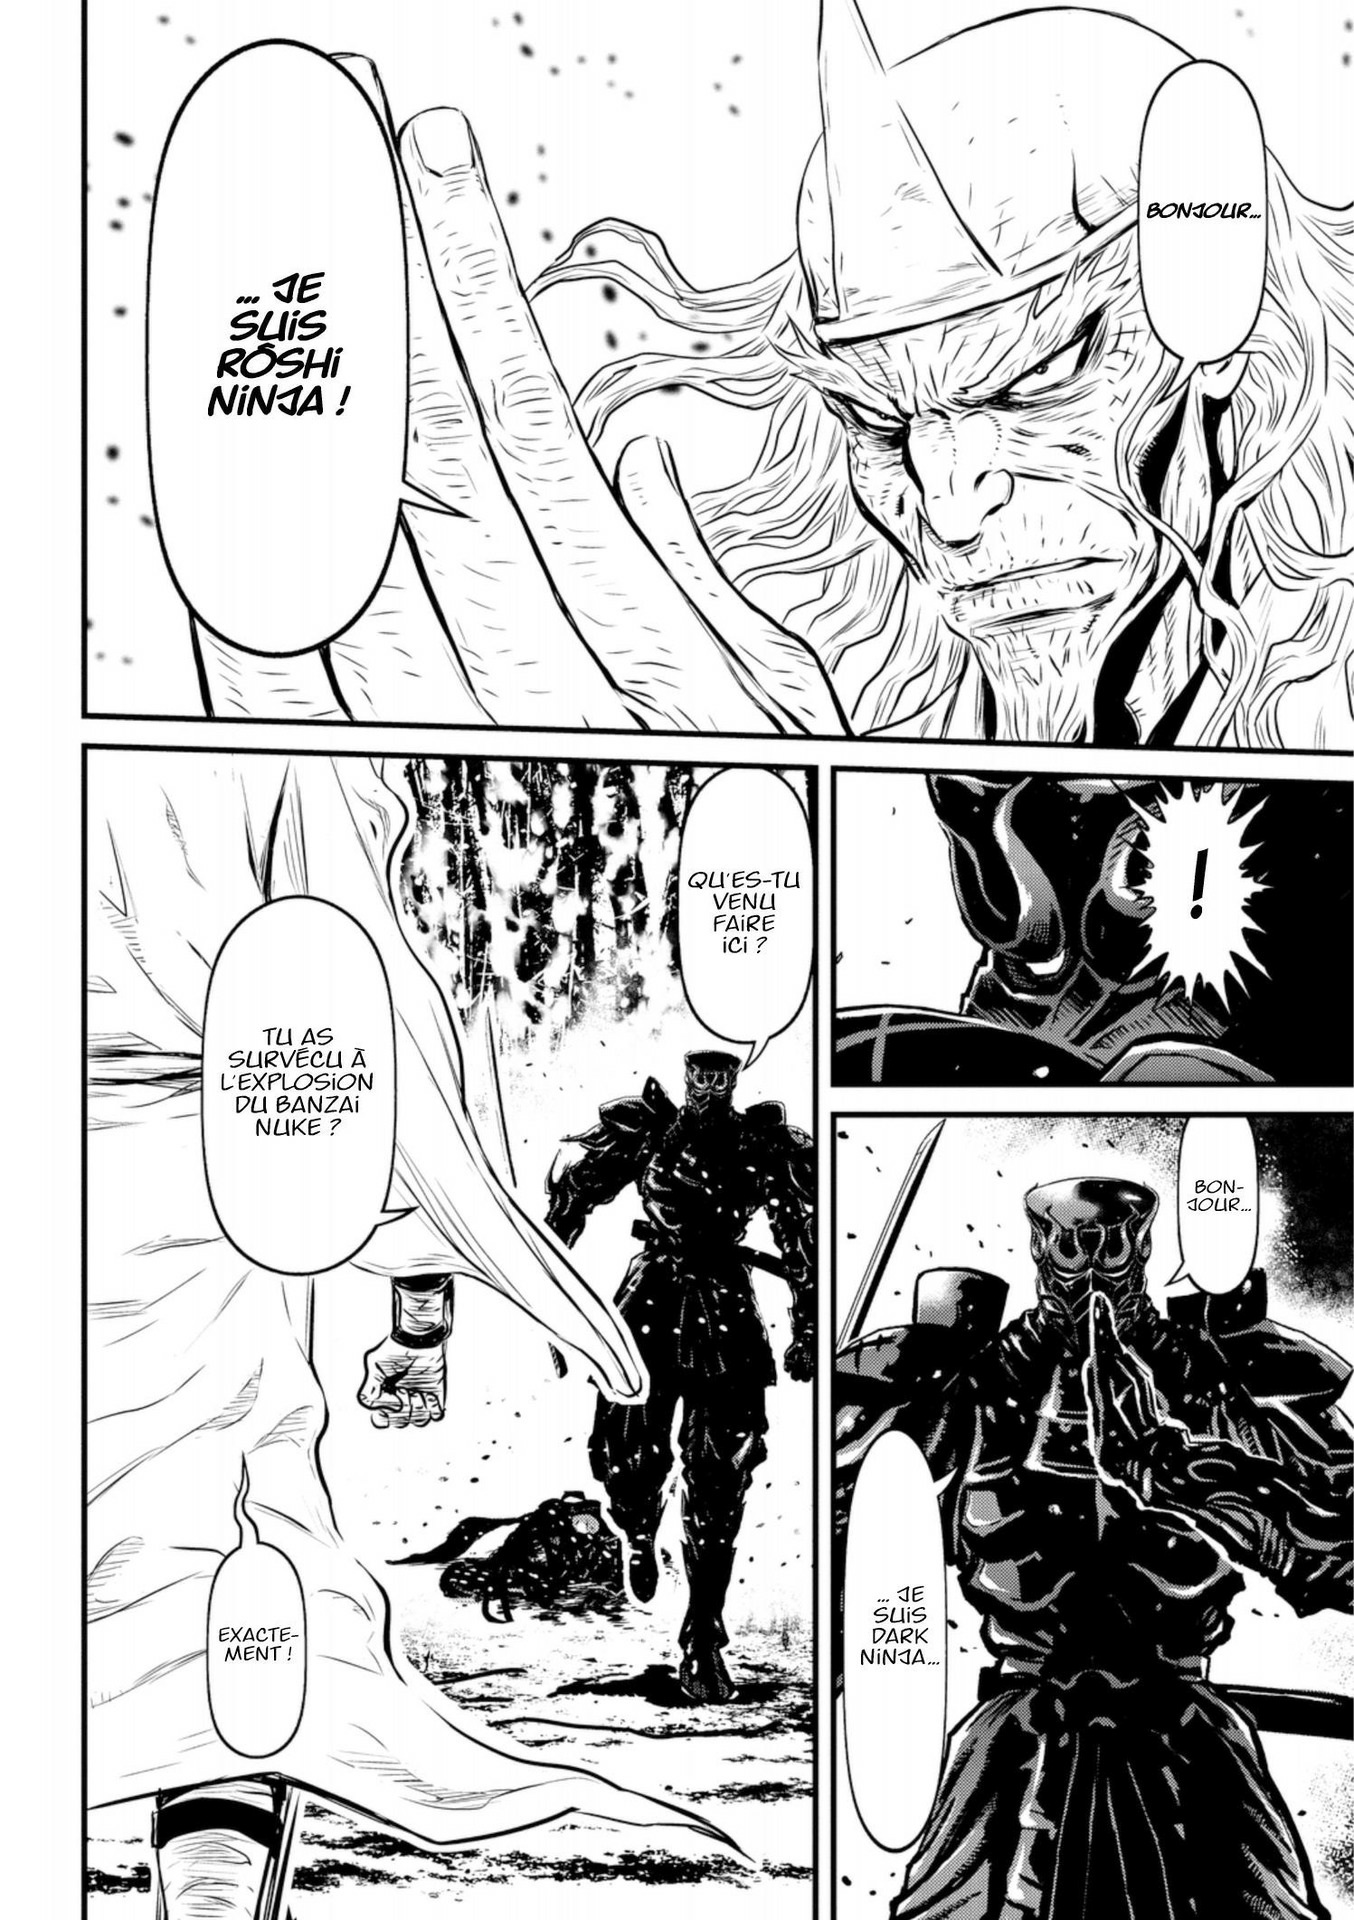 BONJOUR...
... JE
SUIS
RÔSHI
NINJA !
!
BON-
JOUR...
... JE
SUIS
DARK
NINJA...
QU'ES-TU
VENU
FAIRE
ICI ?
TU AS
SURVÉCU À
L'EXPLOSION
DU BANZAI
NUKE ?
EXACTE-
MENT !